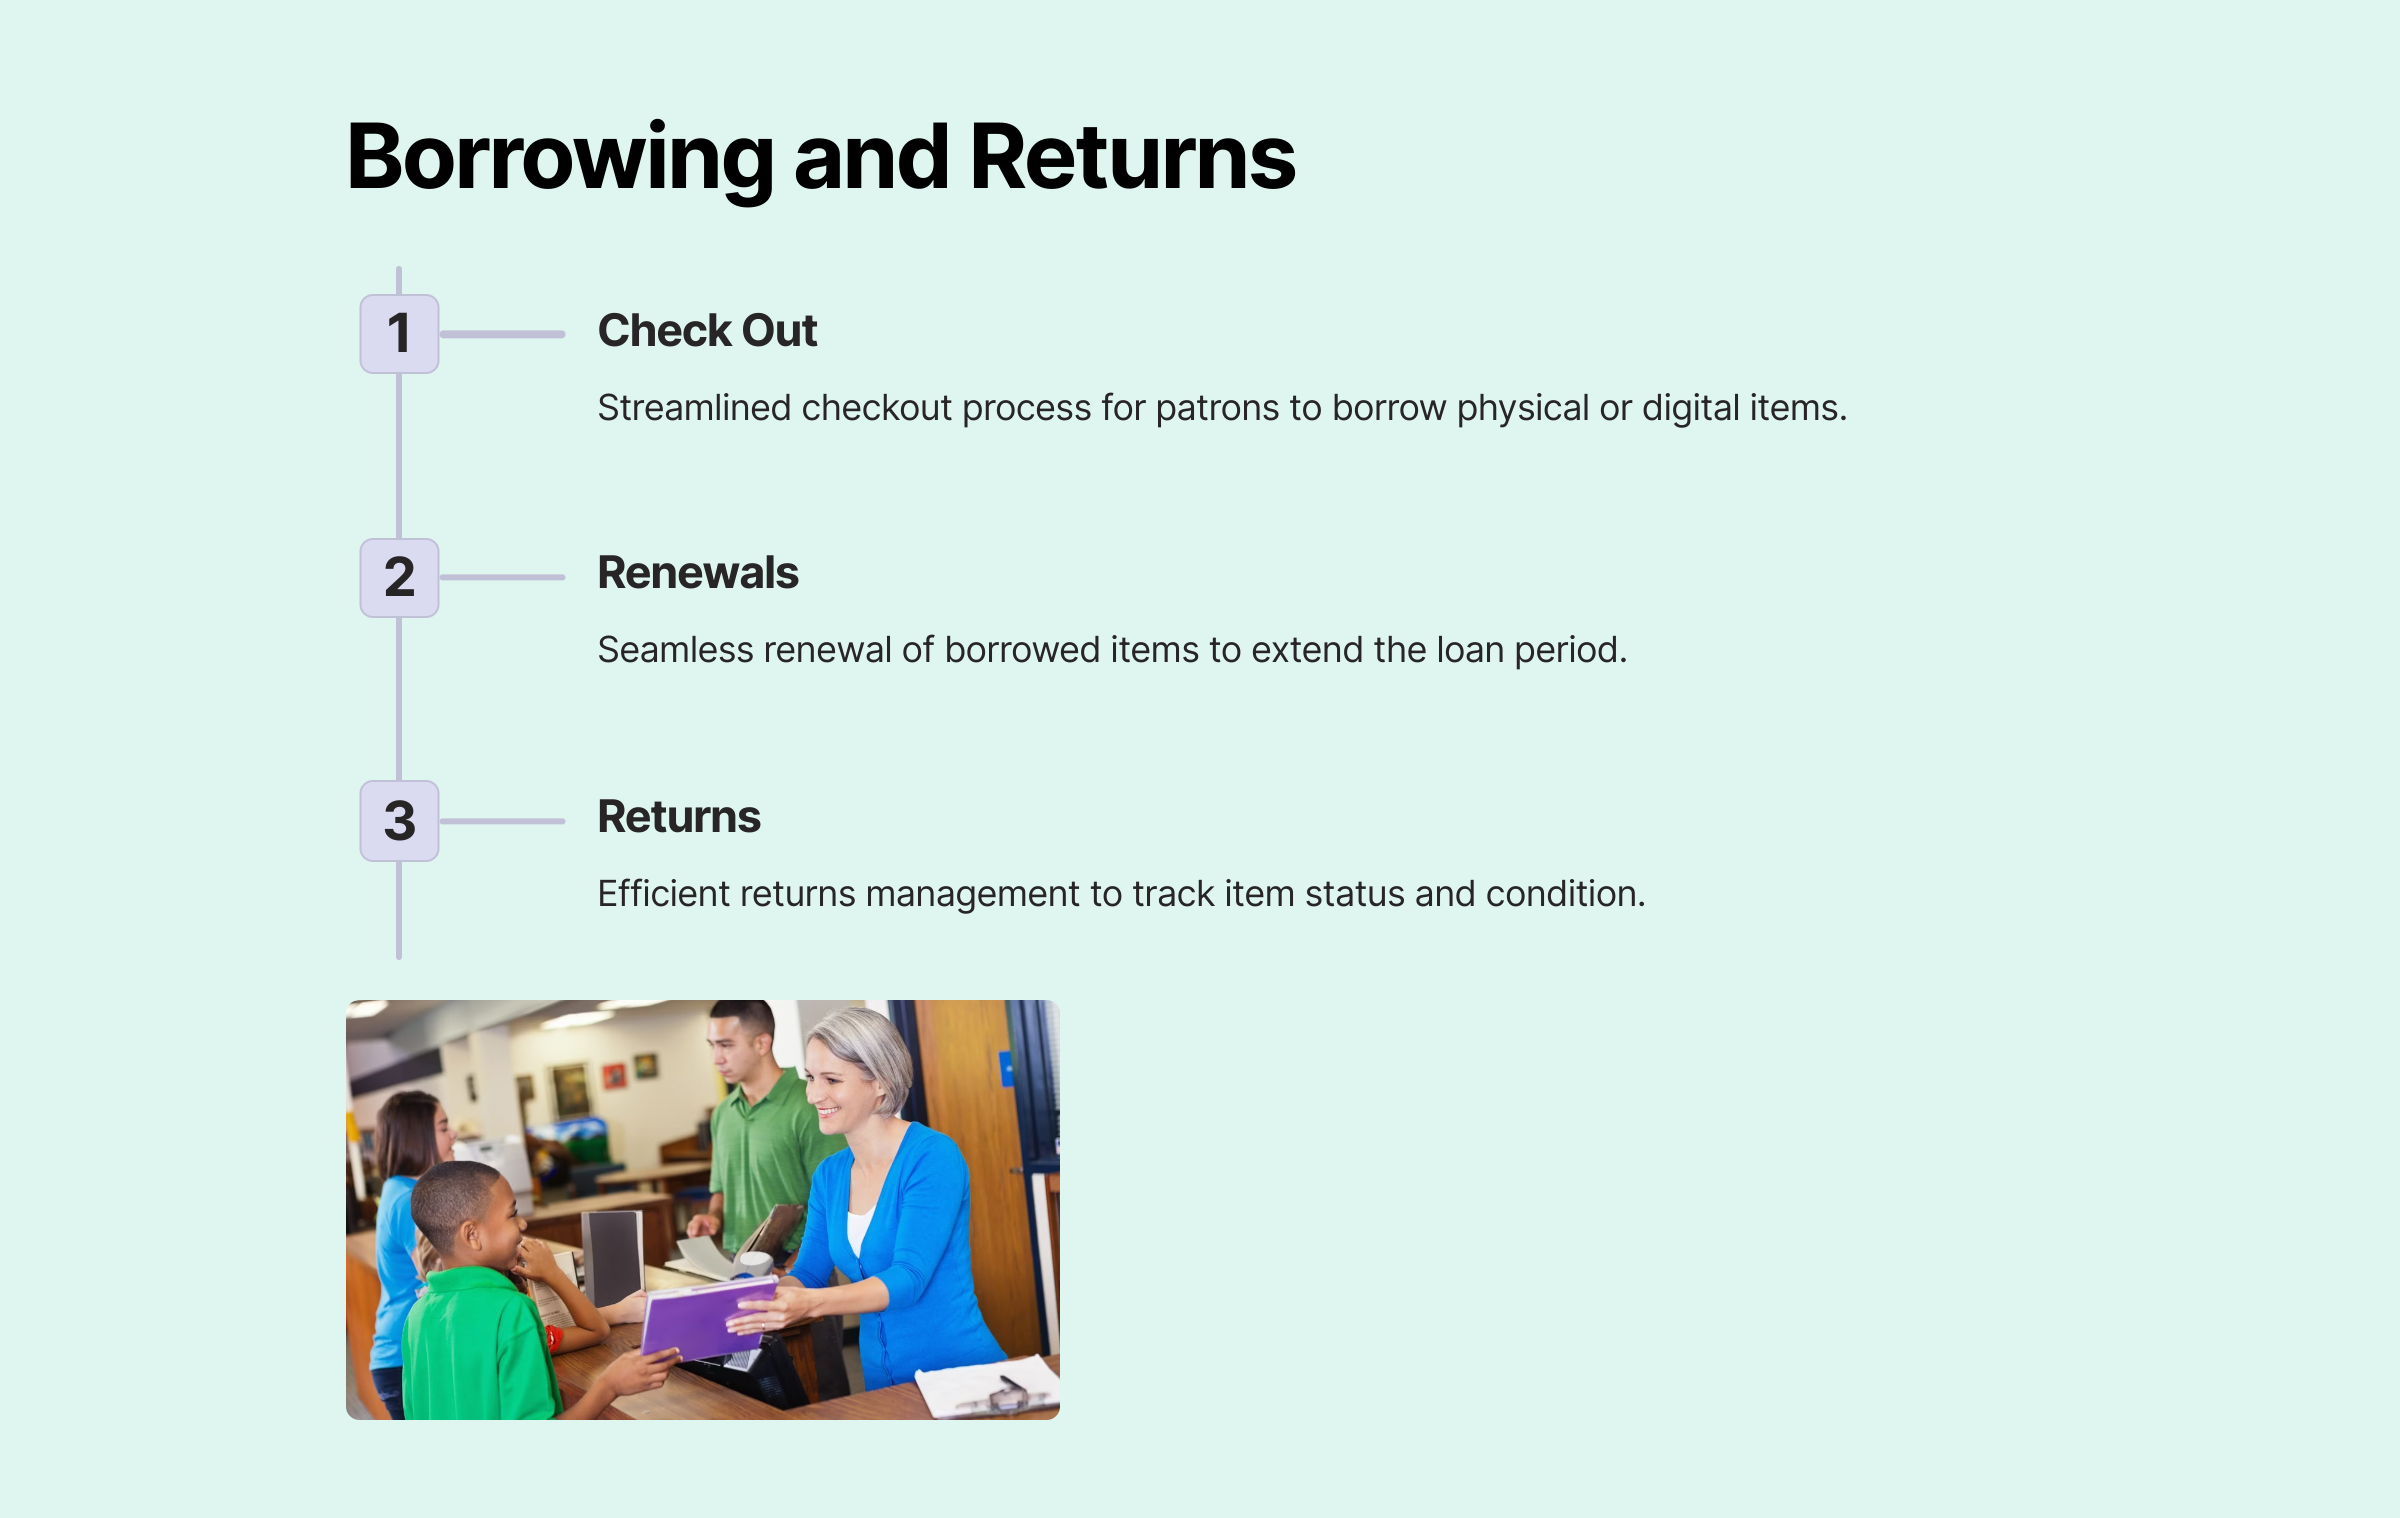 Borrowing and Returns
1
Check Out
Streamlined checkout process for patrons to borrow physical or digital items.
2
Renewals
Seamless renewal of borrowed items to extend the loan period.
3
Returns
Efficient returns management to track item status and condition.